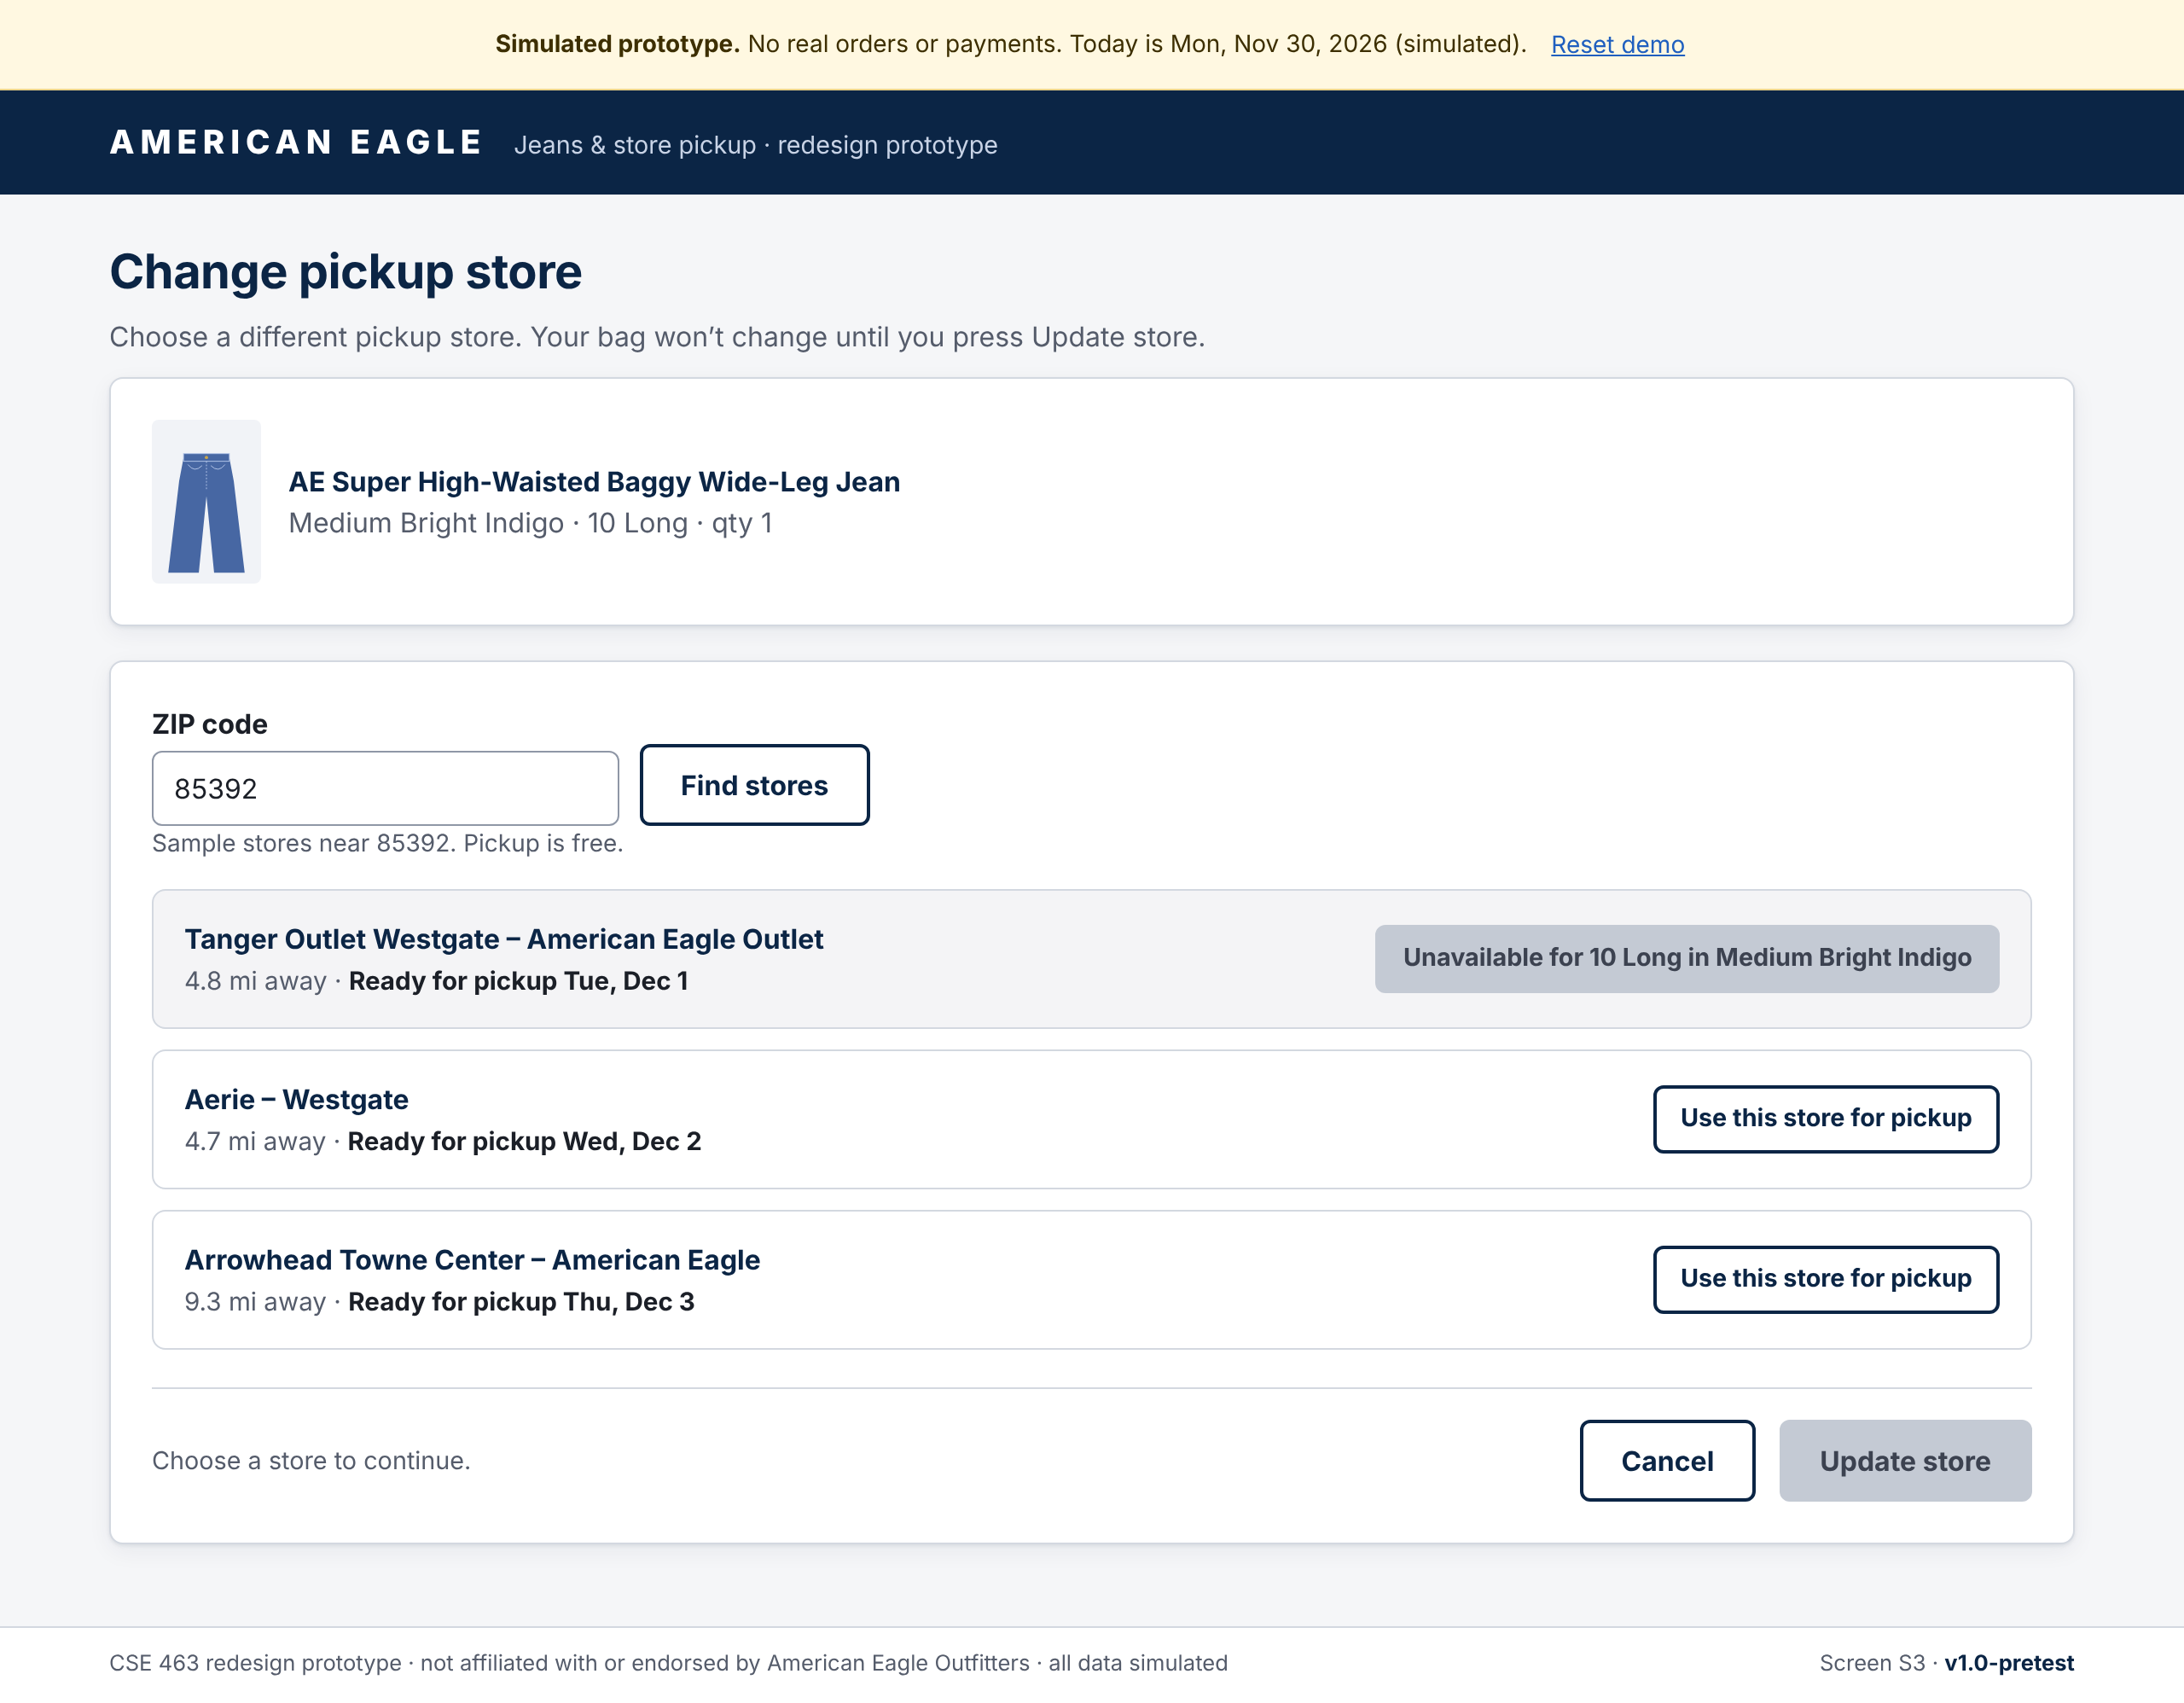 Simulated prototype. No real orders or payments. Today is Mon, Nov 30, 2026 (simulated). Reset demo
AMERICAN EAGLE Jeans & store pickup · redesign prototype
Change pickup store
Choose a different pickup store. Your bag won’t change until you press Update store.
AE Super High-Waisted Baggy Wide-Leg Jean
Medium Bright Indigo · 10 Long · qty 1
ZIP code
85392
Find stores
Sample stores near 85392. Pickup is free.
Tanger Outlet Westgate – American Eagle Outlet
4.8 mi away · Ready for pickup Tue, Dec 1
Unavailable for 10 Long in Medium Bright Indigo
Aerie – Westgate
4.7 mi away · Ready for pickup Wed, Dec 2
Use this store for pickup
Arrowhead Towne Center – American Eagle
9.3 mi away · Ready for pickup Thu, Dec 3
Use this store for pickup
Choose a store to continue.
Cancel
Update store
CSE 463 redesign prototype · not affiliated with or endorsed by American Eagle Outfitters · all data simulated
Screen S3 · v1.0-pretest